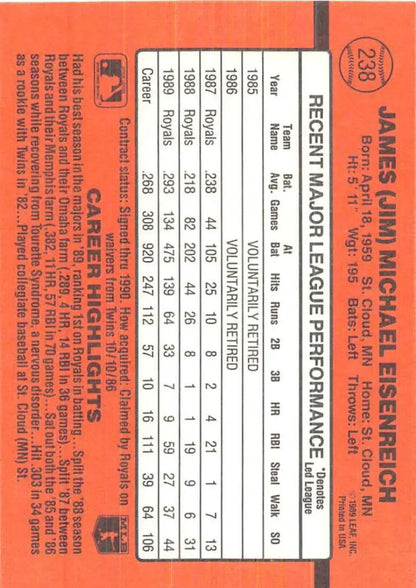 238
JAMES (JIM) MICHAEL EISENREICH
Born: April 18 1959 St. Cloud, MN Home: St. Cloud, MN
Ht: 5' 11" Wgt: 195 Bats: Left Throws: Left
© 1989 LEAF, INC.
Printed in USA
RECENT MAJOR LEAGUE PERFORMANCE *Denotes Led League
Year Team Name Bat. Avg. Games At Bat Hits Runs 2B 3B HR RBI Steal Walk SO
1985 VOLUNTARILY RETIRED
1986 VOLUNTARILY RETIRED
1987 Royals .238 44 105 25 10 8 2 4 21 1 7 13
1988 Royals .218 82 202 44 26 8 1 1 19 9 6 31
1989 Royals .293 134 475 139 64 33 7 9 59 27 37 44
Career .268 308 920 247 112 57 10 16 111 39 64 106
Contract status: Signed thru 1990. How acquired: Claimed by Royals on
waivers from Twins 10/10/86
CAREER HIGHLIGHTS
MLB
Had his best season in the majors in '89, ranking 1st on Royals in batting... Split the '88 season
between Royals and their Omaha farm (.289, 4 HR, 14 RBI in 36 games)... Split '87 between
Royals and their Memphis farm (.382, 11 HR, 57 RBI in 70 games)... Sat out both the '85 and '86
seasons while recovering from Tourette Syndrome, a nervous disorder... Hit .303 in 34 games
as a rookie with Twins in '82... Played collegiate baseball at St. Cloud (MN) St.